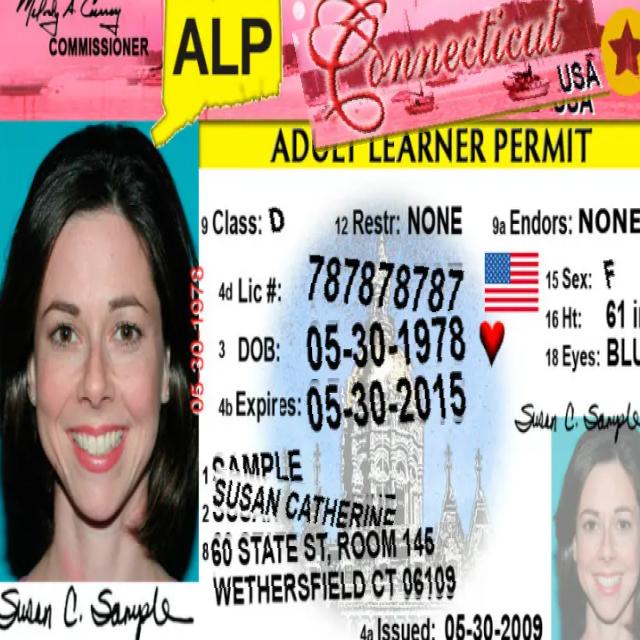 Melody A. Currey
COMMISSIONER
ALP
Connecticut
USA
ADULT LEARNER PERMIT
9 Class: D 12 Restr: NONE 9a Endors: NONE
4d Lic #: 787878787
15 Sex: F
3 DOB: 05-30-1978
16 Ht: 61 i
18 Eyes: BLU
4b Expires: 05-30-2015
05-30-1978
1 SAMPLE
2 SUSAN CATHERINE
8 60 STATE ST, ROOM 145
WETHERSFIELD CT 06109
4a Issued: 05-30-2009
Susan C. Sample
Susan C. Sample